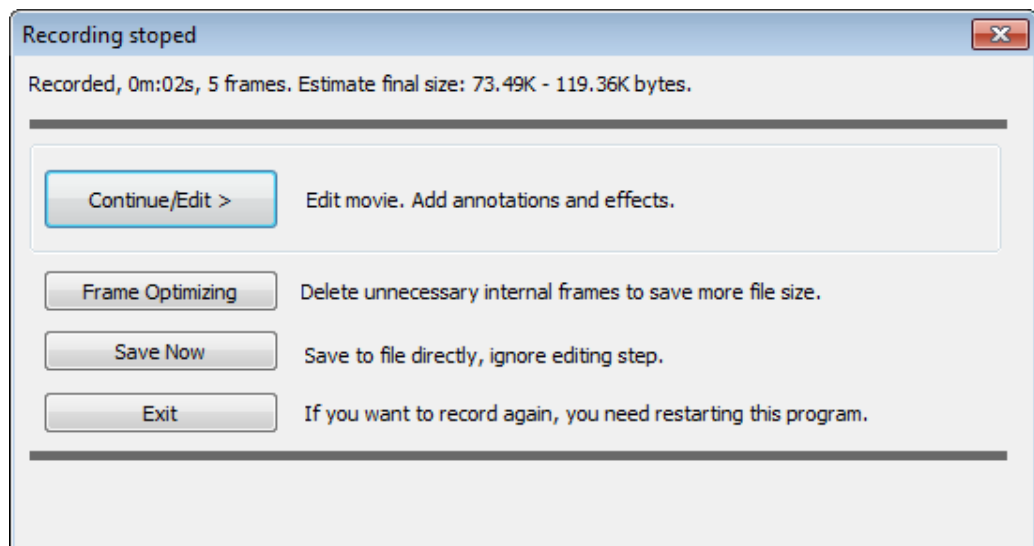 Recording stoped
Recorded, 0m:02s, 5 frames. Estimate final size: 73.49K - 119.36K bytes.
Continue/Edit > Edit movie. Add annotations and effects.
Frame Optimizing Delete unnecessary internal frames to save more file size.
Save Now Save to file directly, ignore editing step.
Exit If you want to record again, you need restarting this program.